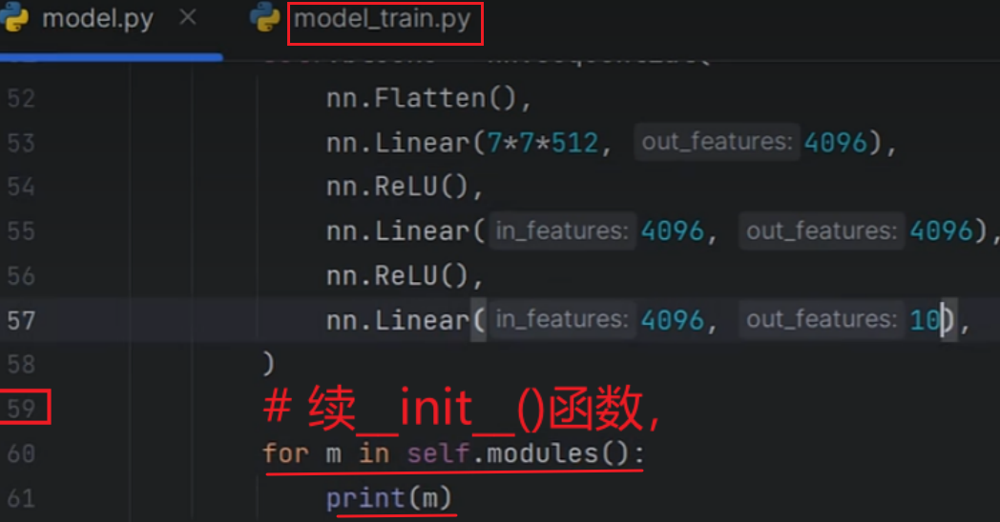 model.py × model_train.py
52 nn.Flatten(),
53 nn.Linear(7*7*512, out_features: 4096),
54 nn.ReLU(),
55 nn.Linear(in_features: 4096, out_features: 4096),
56 nn.ReLU(),
57 nn.Linear(in_features: 4096, out_features: 10),
58 )
59 # 续__init__()函数,
60 for m in self.modules():
61 print(m)